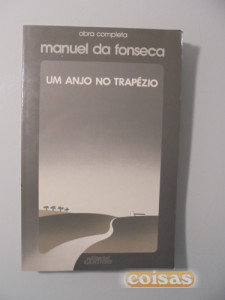 obra completa
manuel da fonseca
UM ANJO NO TRAPÉZIO
coisas